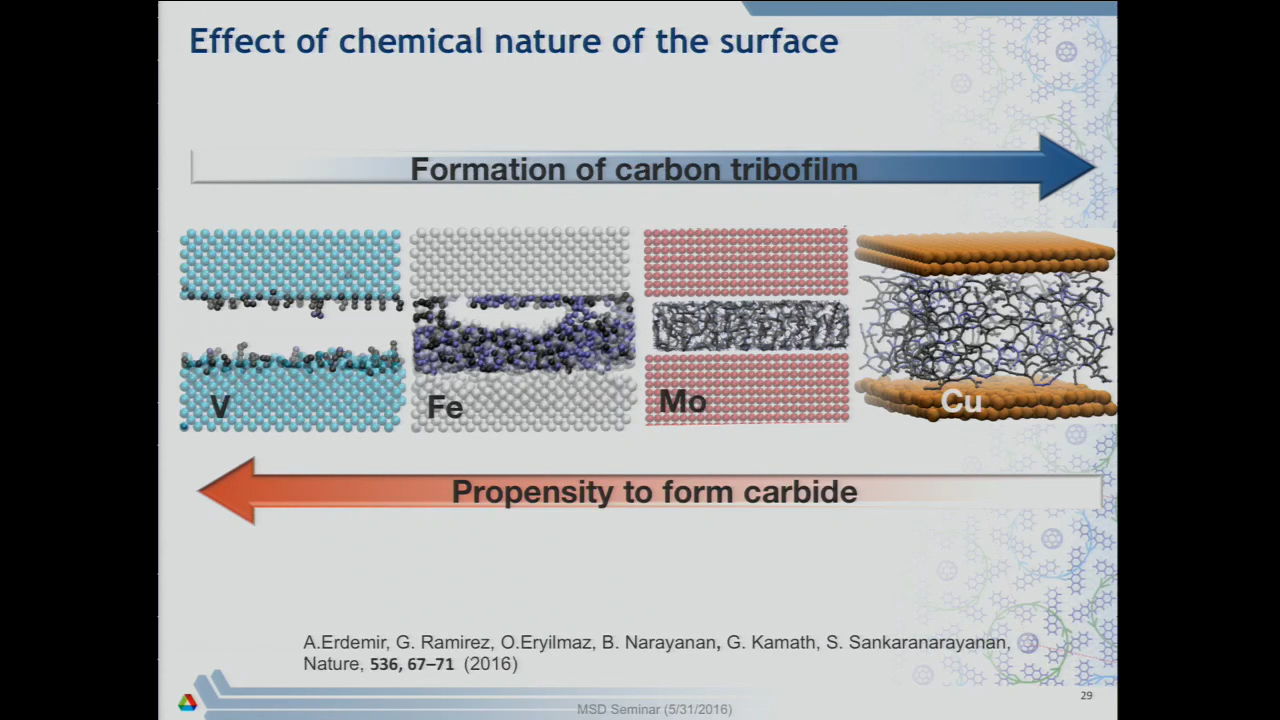 Effect of chemical nature of the surface
Formation of carbon tribofilm
V
Fe
Mo
Cu
Propensity to form carbide
A.Erdemir, G. Ramirez, O.Eryilmaz, B. Narayanan, G. Kamath, S. Sankaranarayanan,
Nature, 536, 67–71 (2016)
29
MSD Seminar (5/31/2016)